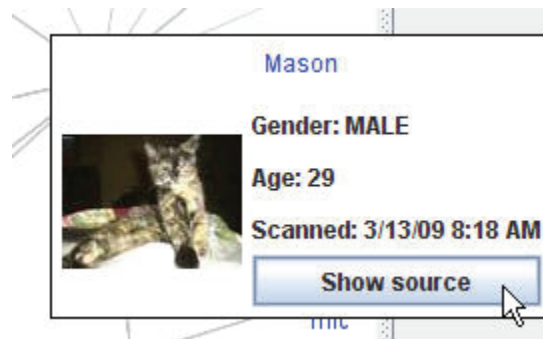 Mason
Gender: MALE
Age: 29
Scanned: 3/13/09 8:18 AM
Show source